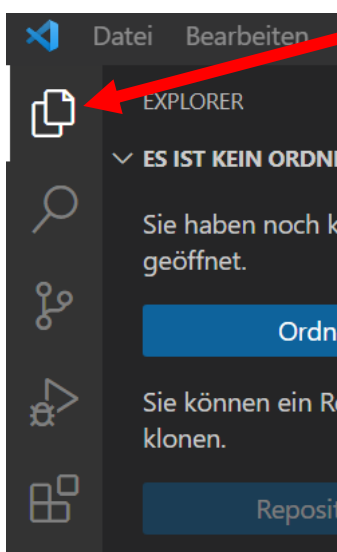 Datei Bearbeiten
EXPLORER
ES IST KEIN ORDN
Sie haben noch k
geöffnet.
Ordn
Sie können ein R
klonen.
Reposit